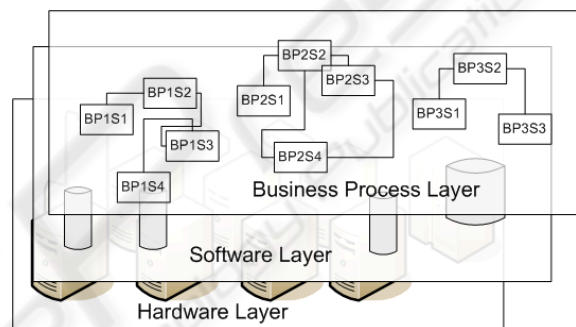 BP2S2
BP1S2
BP2S3
BP3S2
BP2S1
BP1S1
BP3S1
BP3S3
BP1S3
BP2S4
BP1S4
Business Process Layer
Software Layer
Hardware Layer